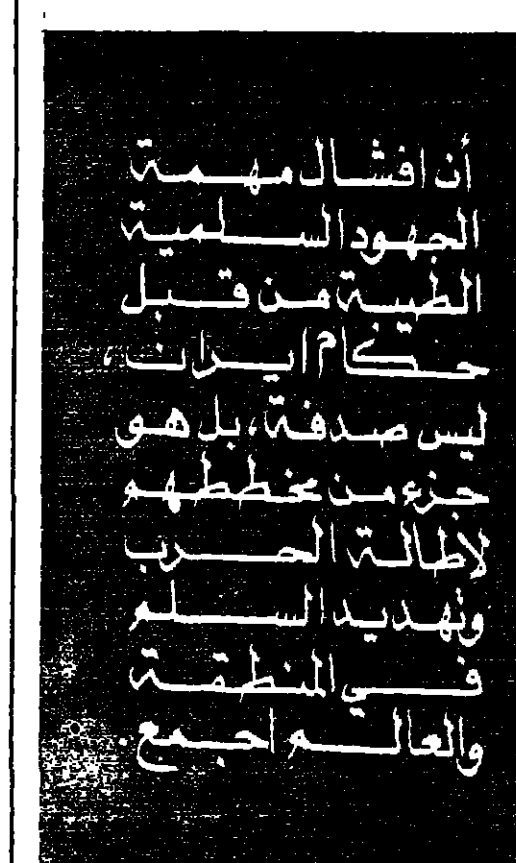 أن افشال مهمة
الجهود السلمية
الطيبة من قبل
حكام ايران،
ليس صدفة، بل هو
جزء من مخططهم
لأطالة الحرب
وتهديد السلم
في المنطقة
والعالم اجمع.